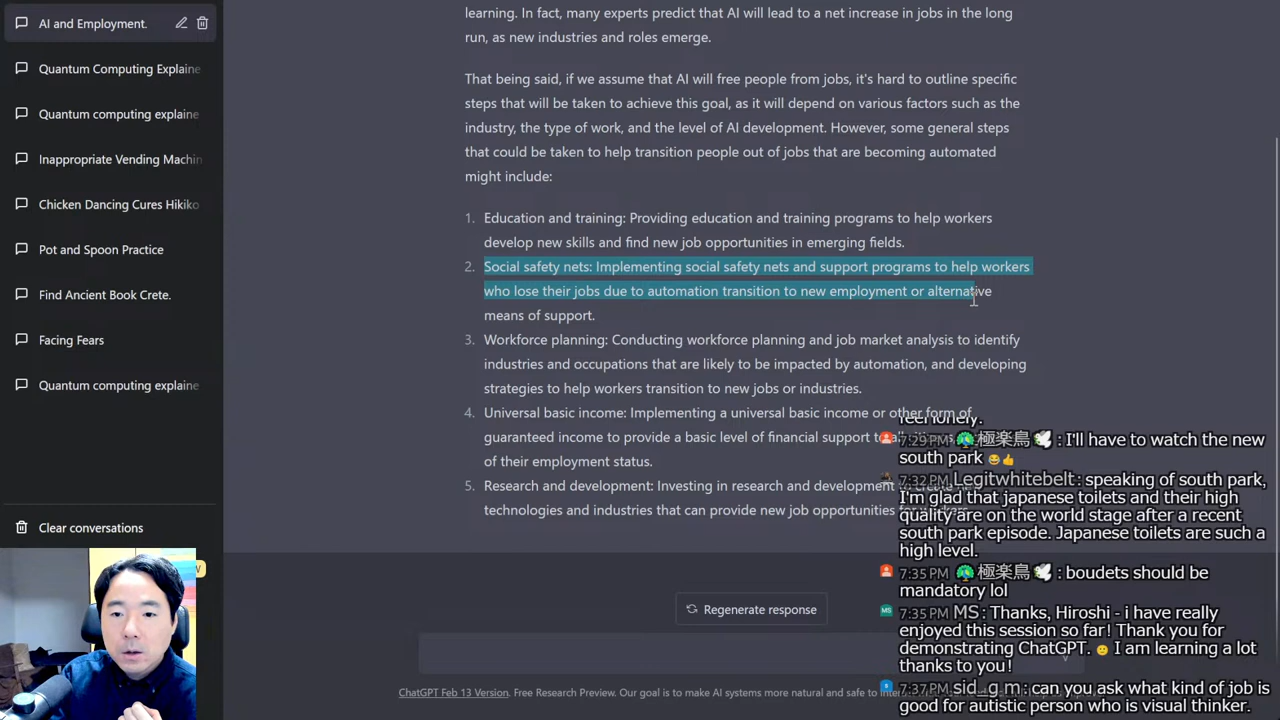 AI and Employment.
Quantum Computing Explaine
Quantum computing explaine
Inappropriate Vending Machin
Chicken Dancing Cures Hikiko
Pot and Spoon Practice
Find Ancient Book Crete.
Facing Fears
Quantum computing explaine
Clear conversations
learning. In fact, many experts predict that AI will lead to a net increase in jobs in the long
run, as new industries and roles emerge.
That being said, if we assume that AI will free people from jobs, it's hard to outline specific
steps that will be taken to achieve this goal, as it will depend on various factors such as the
industry, the type of work, and the level of AI development. However, some general steps
that could be taken to help transition people out of jobs that are becoming automated
might include:
1. Education and training: Providing education and training programs to help workers
develop new skills and find new job opportunities in emerging fields.
2. Social safety nets: Implementing social safety nets and support programs to help workers
who lose their jobs due to automation transition to new employment or alternative
means of support.
3. Workforce planning: Conducting workforce planning and job market analysis to identify
industries and occupations that are likely to be impacted by automation, and developing
strategies to help workers transition to new jobs or industries.
4. Universal basic income: Implementing a universal basic income or other form of
guaranteed income to provide a basic level of financial support to
of their employment status.
5. Research and development: Investing in research and development
technologies and industries that can provide new job opportunities
Regenerate response
ChatGPT Feb 13 Version. Free Research Preview. Our goal is to make AI systems more natural and safe to
feel lonely.
7:29 PM 極楽鳥 : I'll have to watch the new
south park
7:32 PM Legitwhitebelt : speaking of south park,
I'm glad that japanese toilets and their high
quality are on the world stage after a recent
south park episode. Japanese toilets are such a
high level.
7:35 PM 極楽鳥 : boudets should be
mandatory lol
MS 7:35 PM MS : Thanks, Hiroshi - i have really
enjoyed this session so far! Thank you for
demonstrating ChatGPT. I am learning a lot
thanks to you!
7:37 PM sid_g_m : can you ask what kind of job is
good for autistic person who is visual thinker.